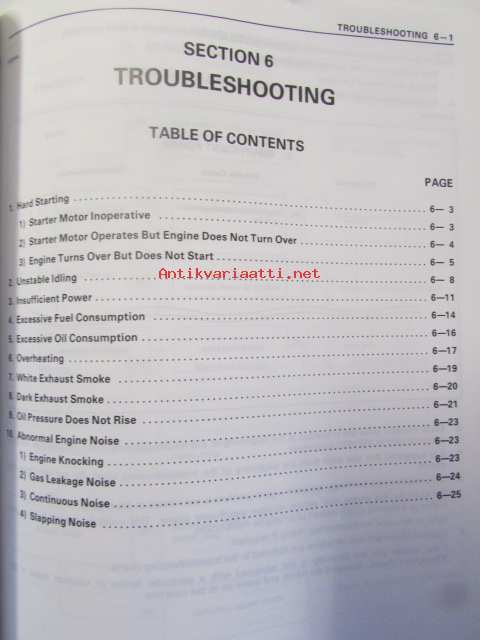 TROUBLESHOOTING 6—1
SECTION 6
TROUBLESHOOTING
TABLE OF CONTENTS
PAGE
1. Hard Starting 6— 3
1) Starter Motor Inoperative 6— 3
2) Starter Motor Operates But Engine Does Not Turn Over 6— 4
3) Engine Turns Over But Does Not Start 6— 5
Antikvariaatti.net
2. Unstable Idling 6— 8
3. Insufficient Power 6—11
4. Excessive Fuel Consumption 6—14
5. Excessive Oil Consumption 6—16
6. Overheating 6—17
7. White Exhaust Smoke 6—19
8. Dark Exhaust Smoke 6—20
9. Oil Pressure Does Not Rise 6—21
10. Abnormal Engine Noise 6—23
1) Engine Knocking 6—23
2) Gas Leakage Noise 6—23
3) Continuous Noise 6—24
4) Slapping Noise 6—25